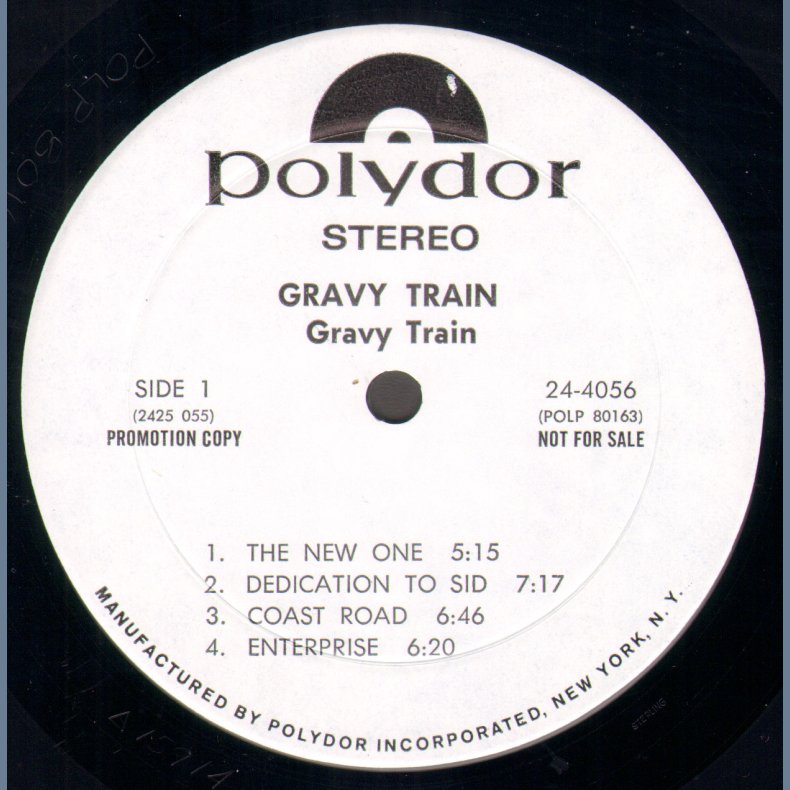 polydor
STEREO
GRAVY TRAIN
Gravy Train
SIDE 1
(2425 055)
PROMOTION COPY
24-4056
(POLP 80163)
NOT FOR SALE
1. THE NEW ONE 5:15
2. DEDICATION TO SID 7:17
3. COAST ROAD 6:46
4. ENTERPRISE 6:20
MANUFACTURED BY POLYDOR INCORPORATED, NEW YORK, N. Y.
STERLING